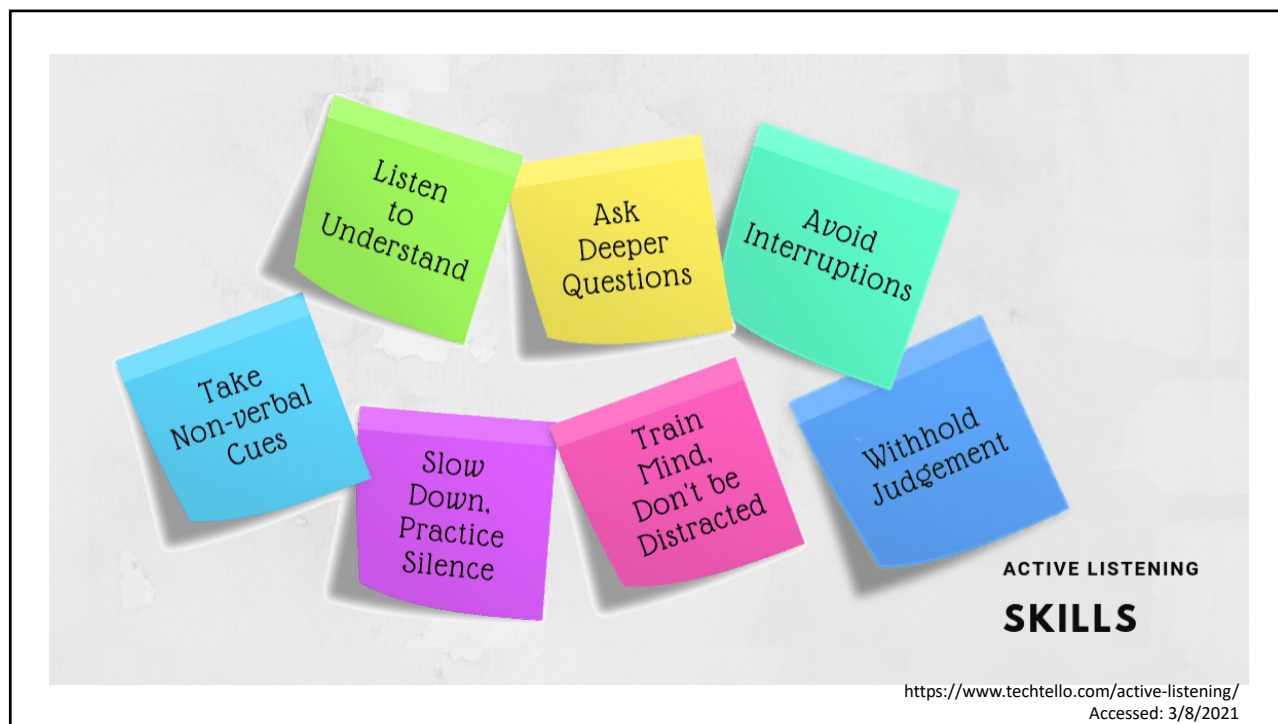 Listen
to
Understand
Ask
Deeper
Questions
Avoid
Interruptions
Take
Non-verbal
Cues
Slow
Down,
Practice
Silence
Train
Mind,
Don't be
Distracted
Withhold
Judgement
ACTIVE LISTENING
SKILLS
https://www.techtello.com/active-listening/
Accessed: 3/8/2021